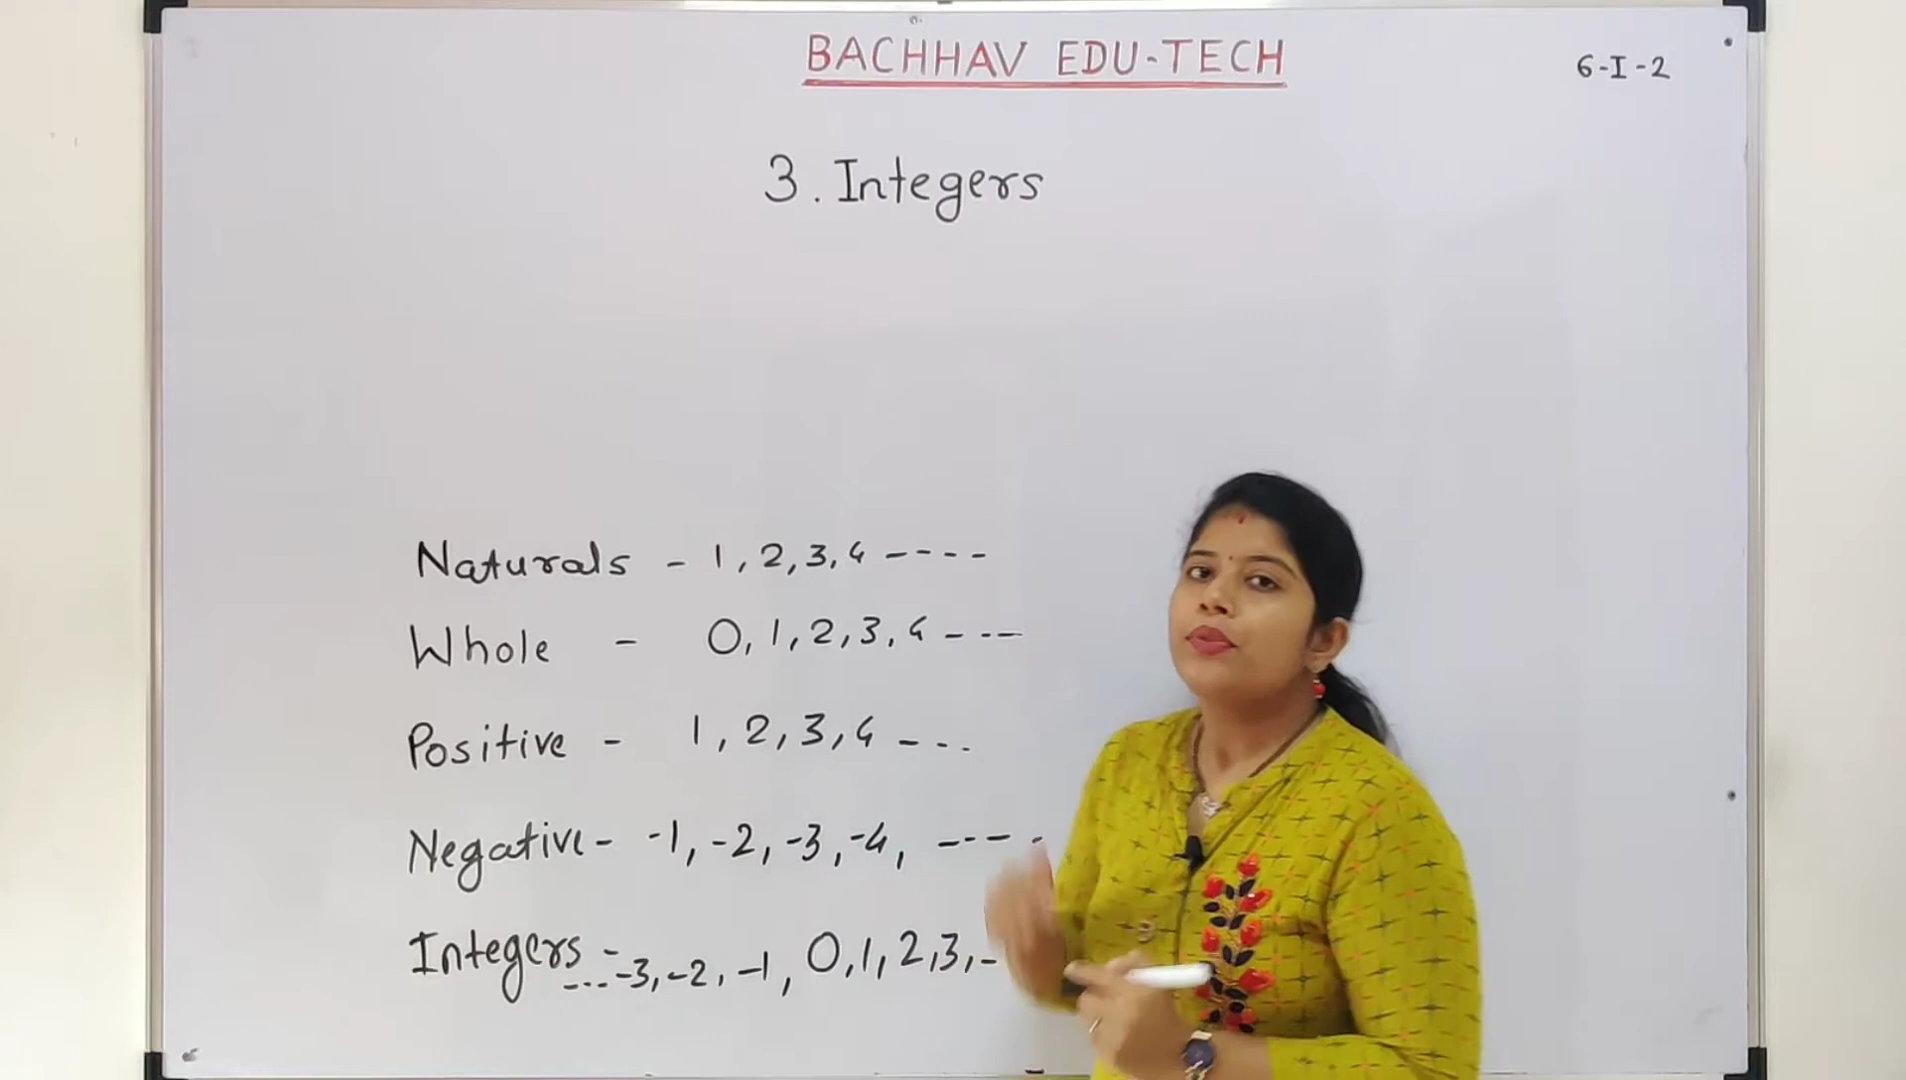 BACHHAV EDU-TECH
6-I-2
3. Integers
Naturals - 1, 2, 3, 4 ----
Whole - 0, 1, 2, 3, 4 ---
Positive - 1, 2, 3, 4 ---
Negative - -1, -2, -3, -4, ----
Integers - ...-3, -2, -1, 0, 1, 2, 3, -